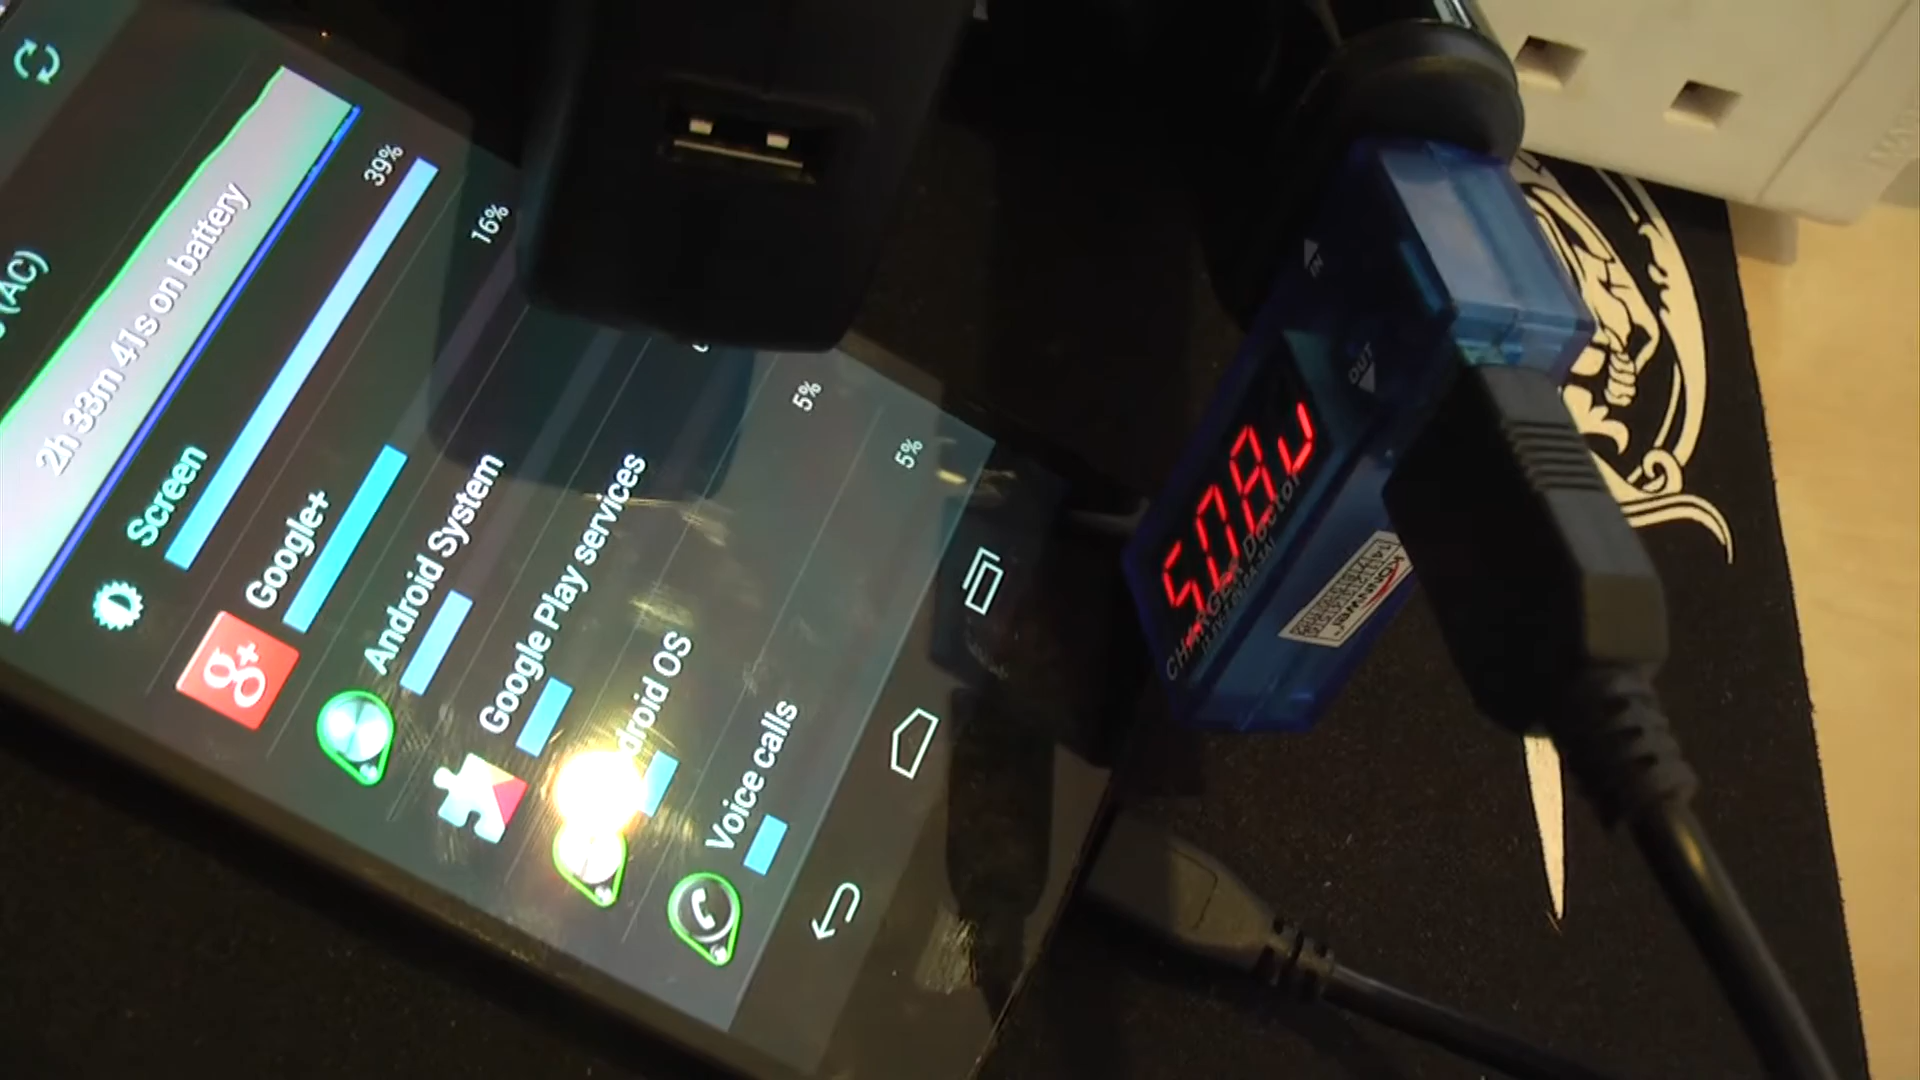 (AC)
2h 33m 41s on battery
Screen
39%
Google+
16%
Android System
Google Play services
droid OS
5%
Voice calls
5%
IN
OUT
5.08V
CHARGER Doctor
KONNWEI